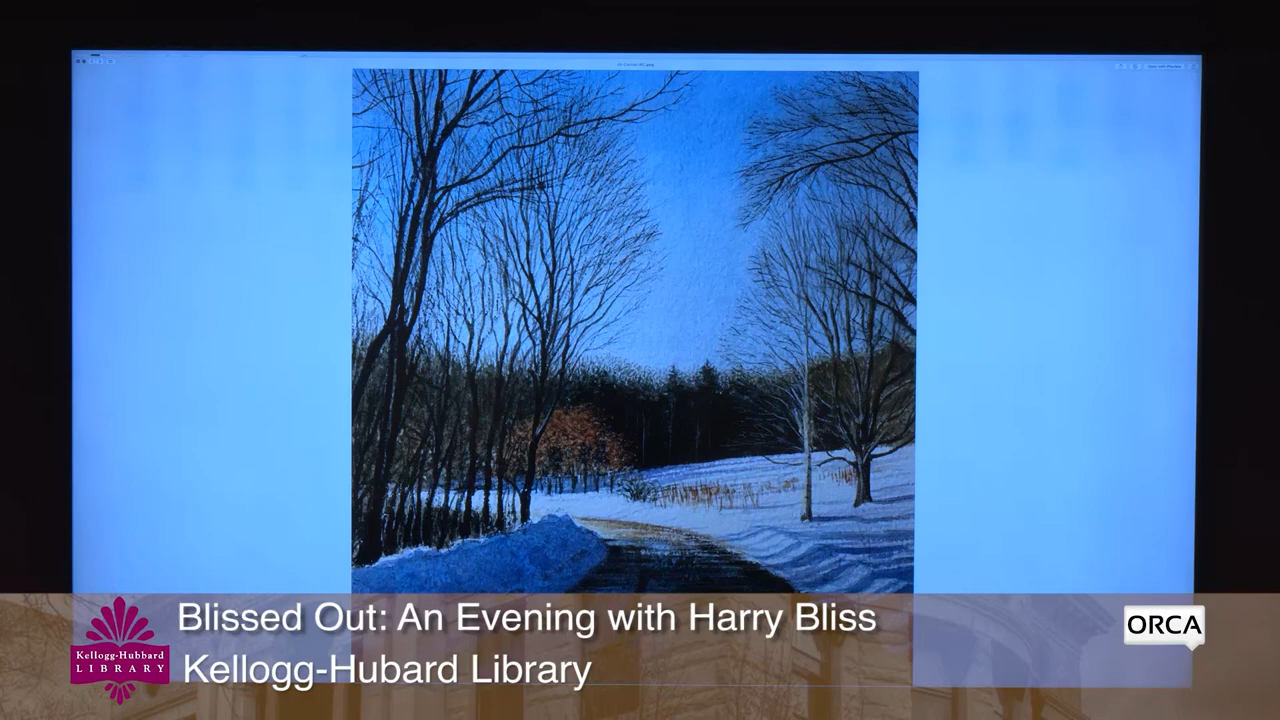 Blissed Out: An Evening with Harry Bliss
Kellogg-Hubbard
LIBRARY
Kellogg-Hubard Library
ORCA